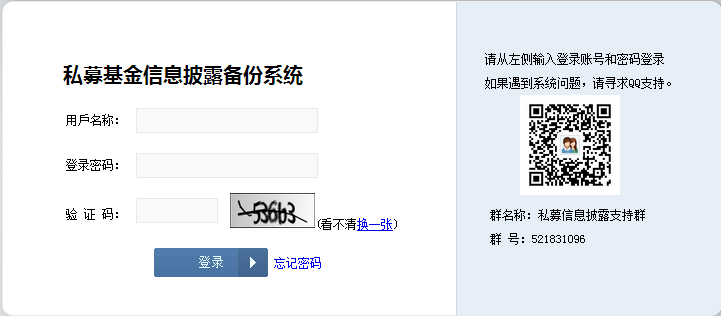 私募基金信息披露备份系统
用戶名称：
登录密码：
验 证 码：
(看不清换一张)
登录
忘记密码
请从左侧输入登录账号和密码登录
如果遇到系统问题，请寻求QQ支持。
群名称：私募信息披露支持群
群 号：521831096